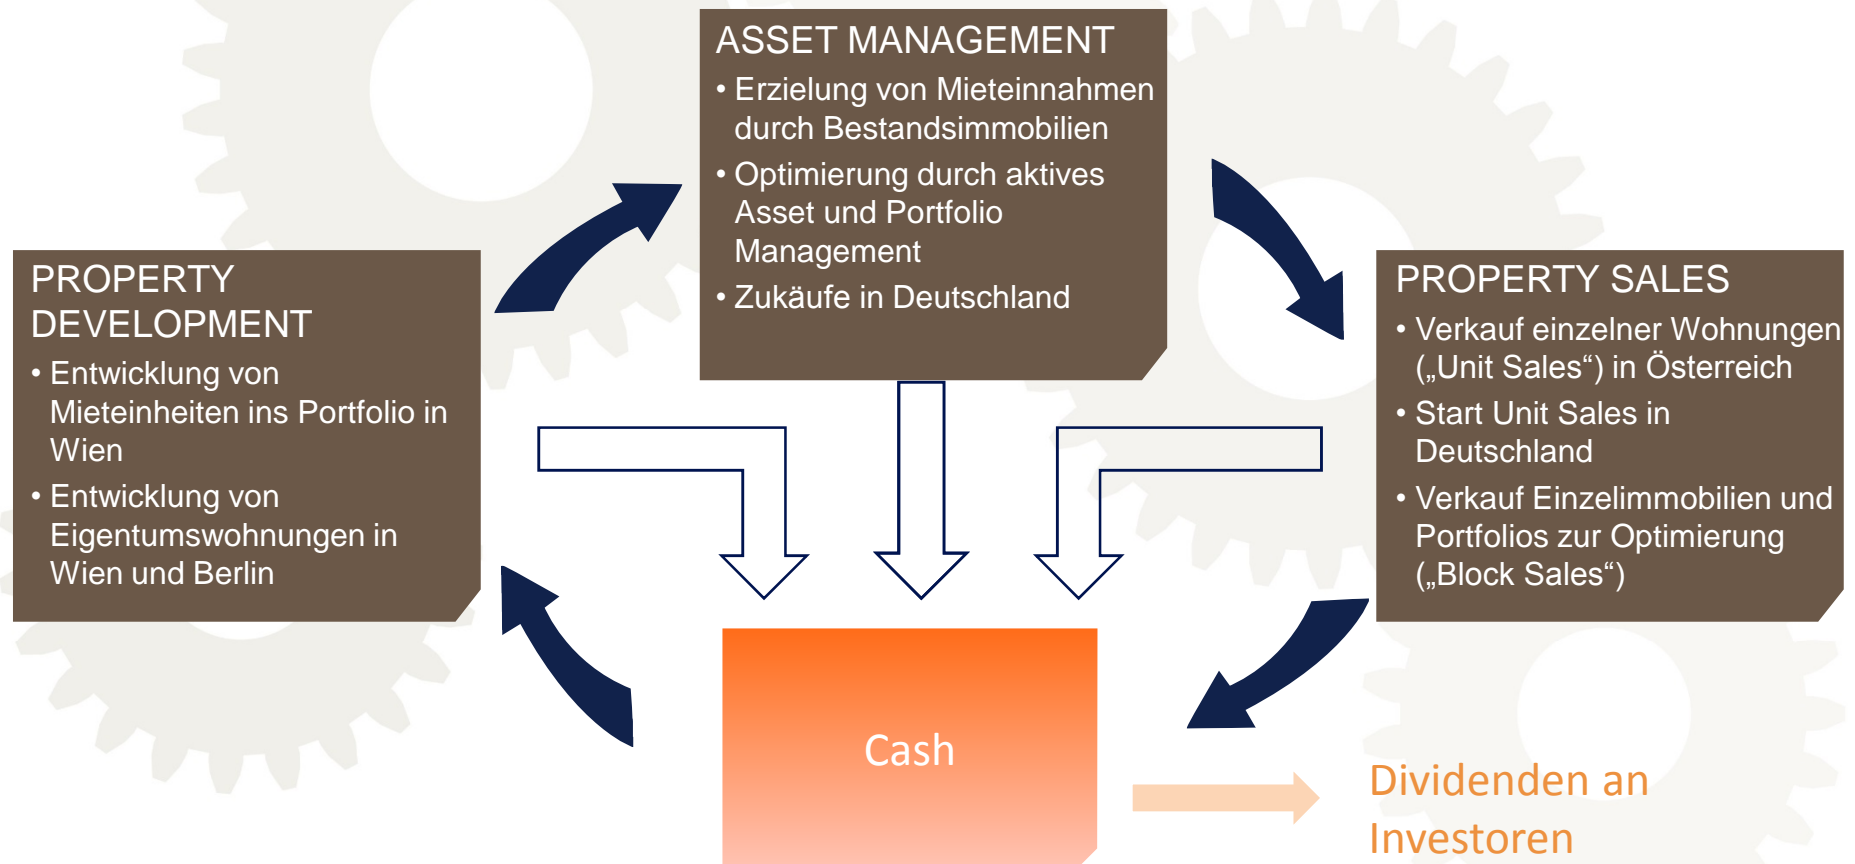 ASSET MANAGEMENT
• Erzielung von Mieteinnahmen
durch Bestandsimmobilien
• Optimierung durch aktives
Asset und Portfolio
Management
• Zukäufe in Deutschland
PROPERTY
DEVELOPMENT
• Entwicklung von
Mieteinheiten ins Portfolio in
Wien
• Entwicklung von
Eigentumswohnungen in
Wien und Berlin
PROPERTY SALES
• Verkauf einzelner Wohnungen
(„Unit Sales“) in Österreich
• Start Unit Sales in
Deutschland
• Verkauf Einzelimmobilien und
Portfolios zur Optimierung
(„Block Sales“)
Cash
Dividenden an
Investoren